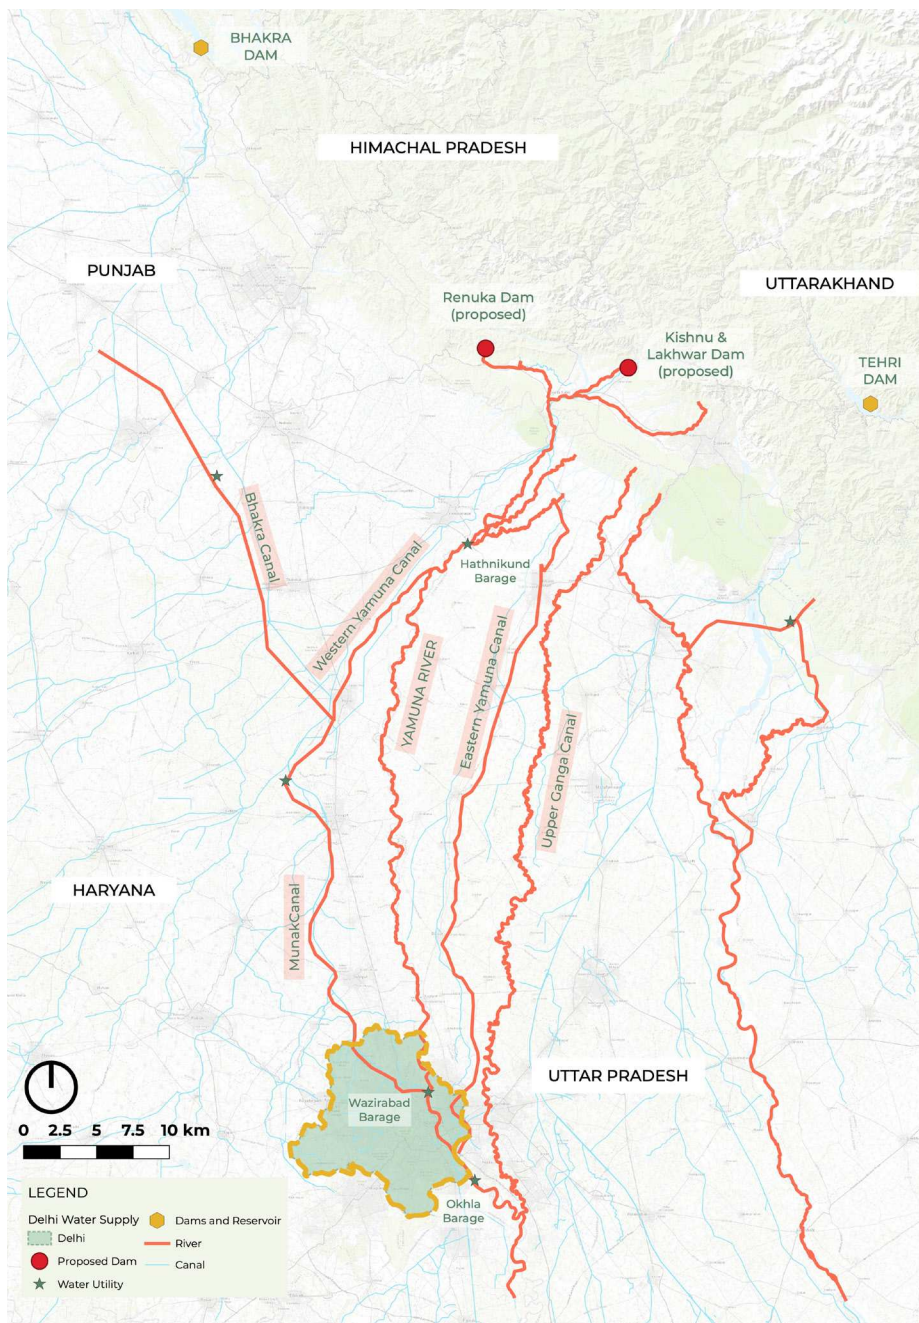 BHAKRA
DAM
HIMACHAL PRADESH
PUNJAB
UTTARAKHAND
Renuka Dam
(proposed)
Kishnu &
Lakhwar Dam
(proposed)
TEHRI
DAM
Bhakra Canal
Western Yamuna Canal
Hathnikund
Barage
YAMUNA RIVER
Eastern Yamuna Canal
Upper Ganga Canal
HARYANA
MunakCanal
UTTAR PRADESH
Wazirabad
Barage
Okhla
Barage
0 2.5 5 7.5 10 km
LEGEND
Delhi Water Supply
Delhi
Proposed Dam
Water Utility
Dams and Reservoir
River
Canal